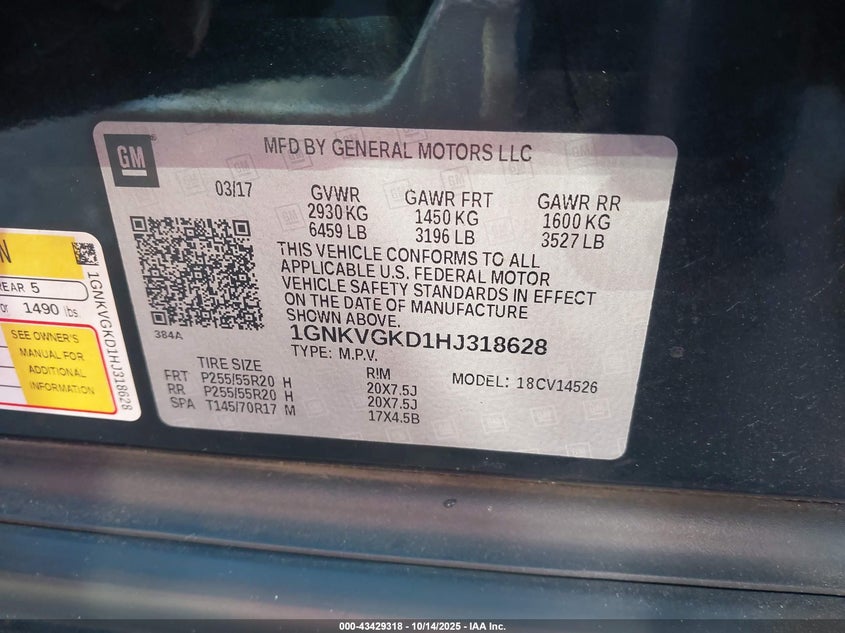 GM
MFD BY GENERAL MOTORS LLC
03/17
GVWR
2930 KG
6459 LB
GAWR FRT
1450 KG
3196 LB
GAWR RR
1600 KG
3527 LB
THIS VEHICLE CONFORMS TO ALL
APPLICABLE U.S. FEDERAL MOTOR
VEHICLE SAFETY STANDARDS IN EFFECT
ON THE DATE OF MANUFACTURE
SHOWN ABOVE.
384A
1GNKVGKD1HJ318628
TYPE: M.P.V.
MODEL: 18CV14526
TIRE SIZE
RIM
FRT P255/55R20 H 20X7.5J
RR P255/55R20 H 20X7.5J
SPA T145/70R17 M 17X4.5B
N
REAR 5
or 1490 lbs.
SEE OWNER'S
MANUAL FOR
ADDITIONAL
INFORMATION
1GNKVGKD1HJ318628
000-43429318 - 10/14/2025 - IAA Inc.